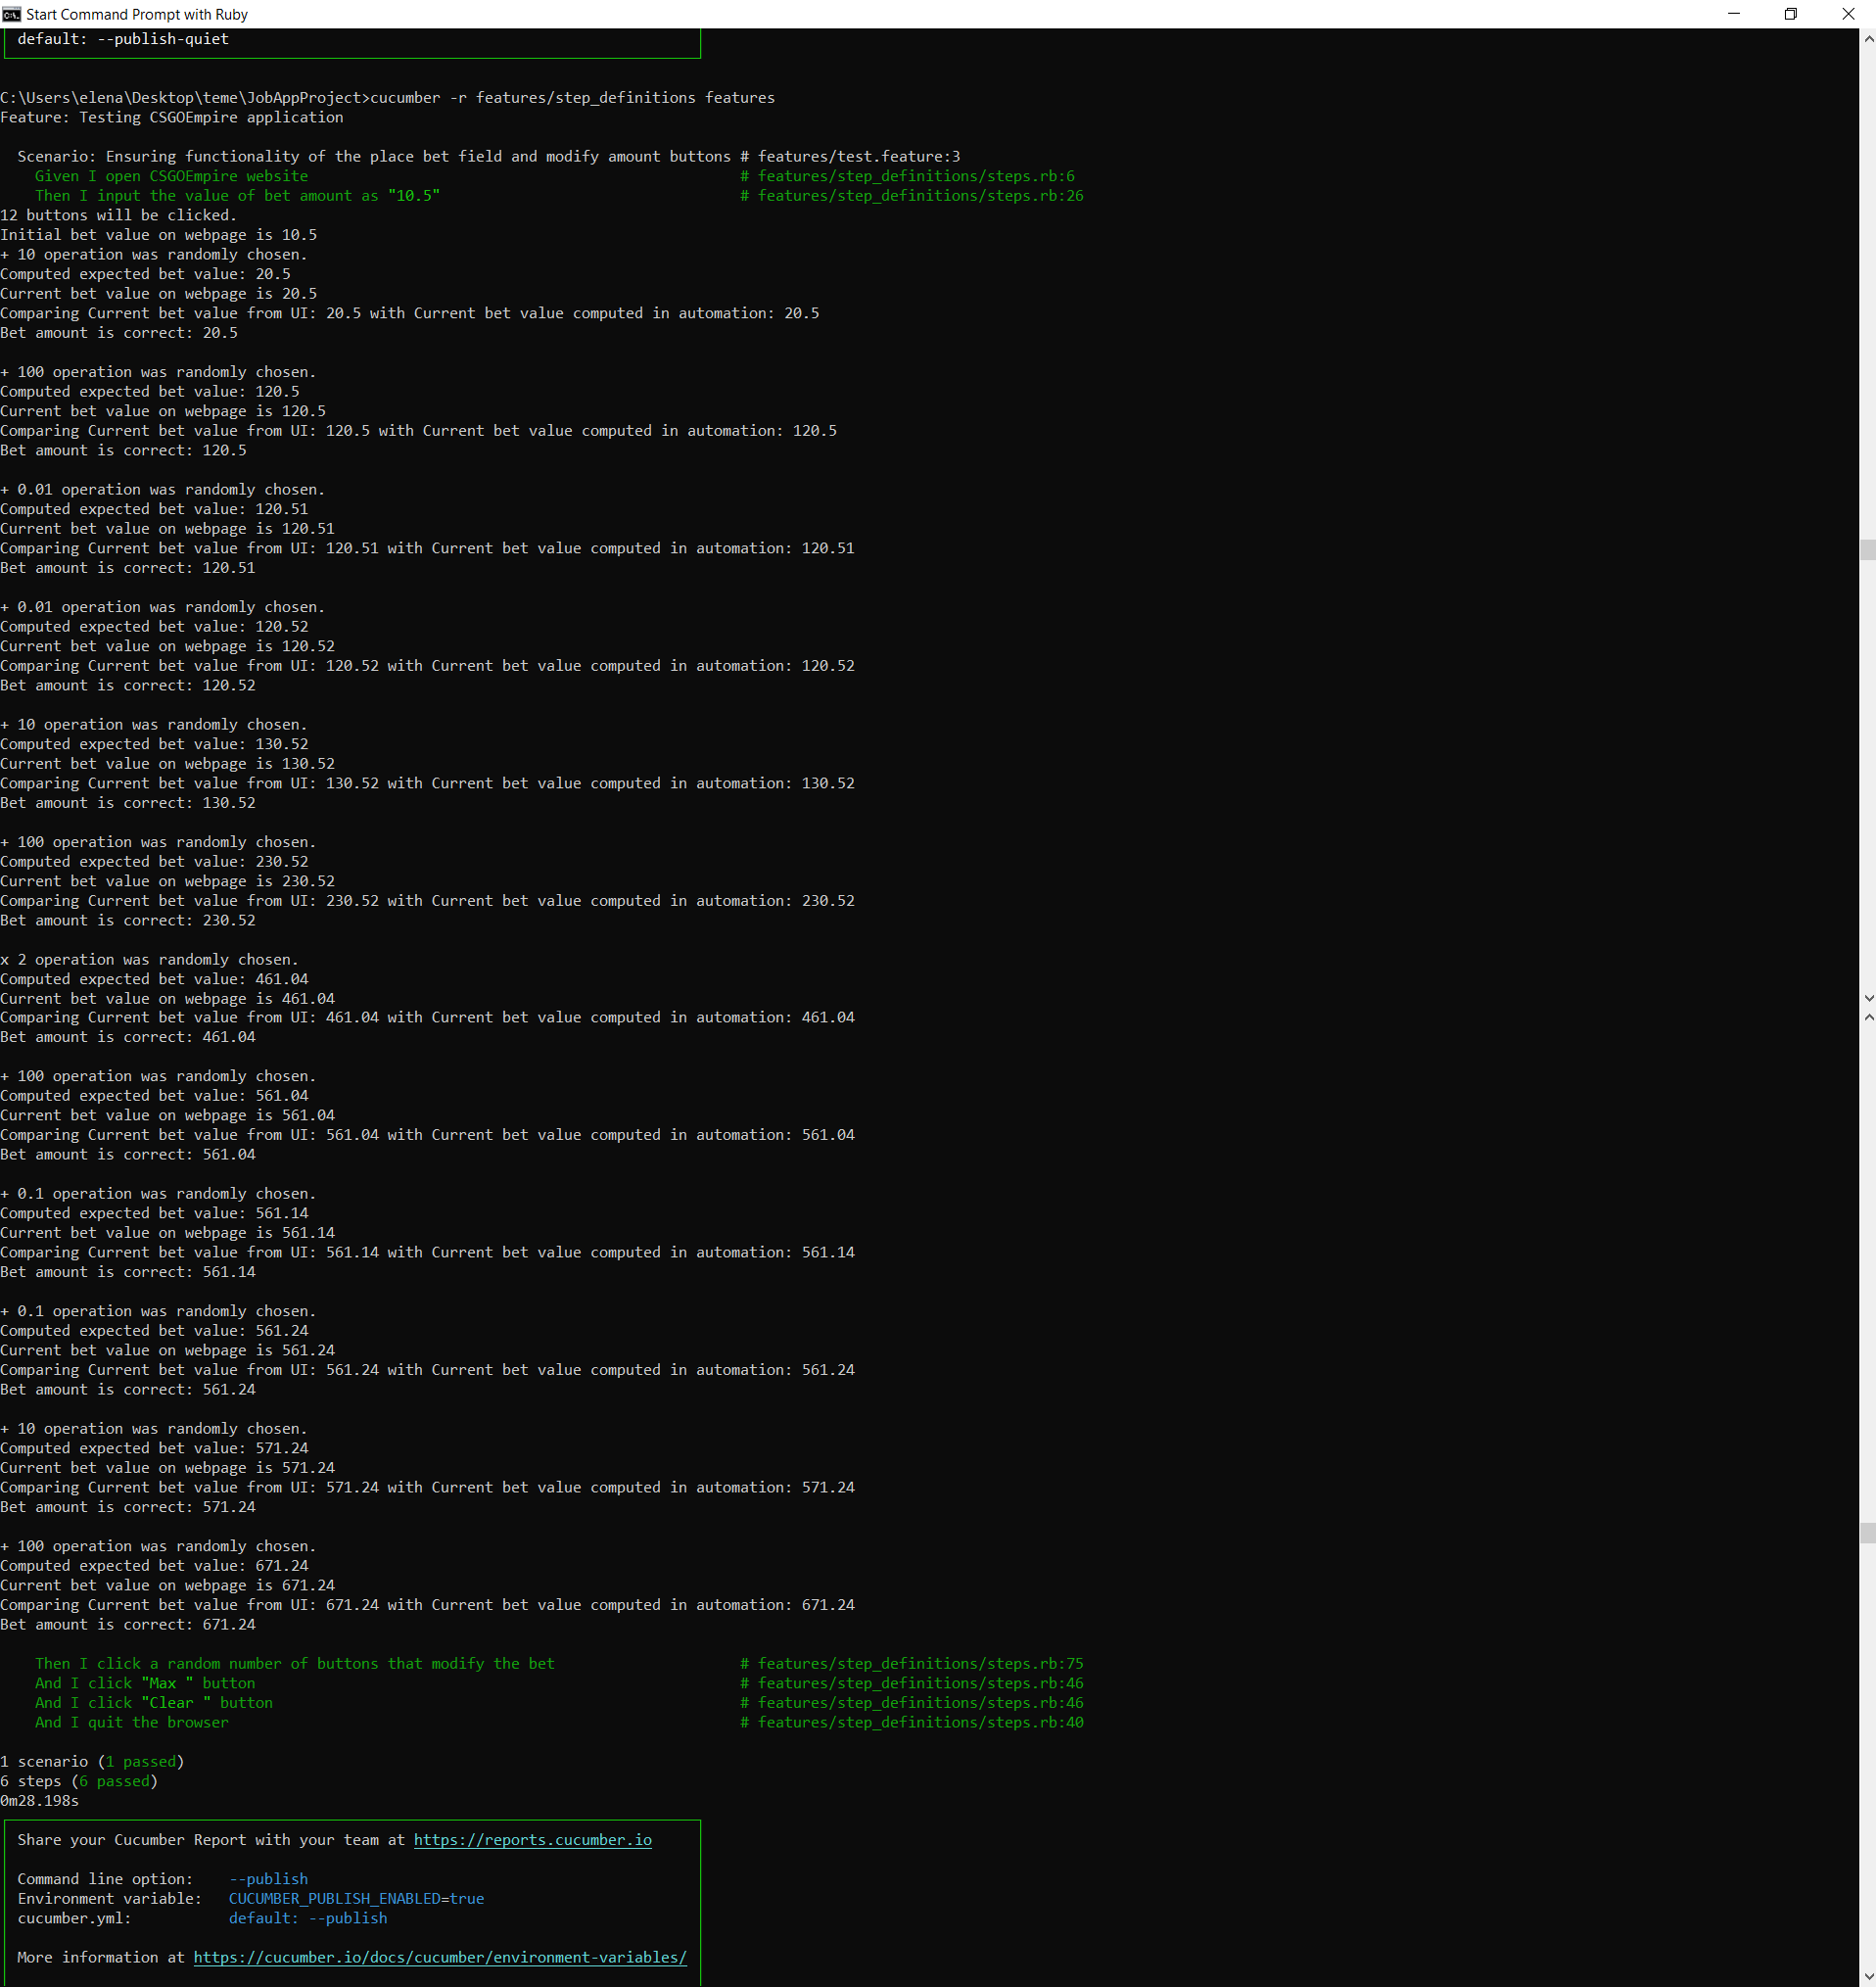 Start Command Prompt with Ruby
default: --publish-quiet
C:\Users\elena\Desktop\teme\JobAppProject>cucumber -r features/step_definitions features
Feature: Testing CSGOEmpire application
Scenario: Ensuring functionality of the place bet field and modify amount buttons # features/test.feature:3
Given I open CSGOEmpire website # features/step_definitions/steps.rb:6
Then I input the value of bet amount as "10.5" # features/step_definitions/steps.rb:26
12 buttons will be clicked.
Initial bet value on webpage is 10.5
+ 10 operation was randomly chosen.
Computed expected bet value: 20.5
Current bet value on webpage is 20.5
Comparing Current bet value from UI: 20.5 with Current bet value computed in automation: 20.5
Bet amount is correct: 20.5
+ 100 operation was randomly chosen.
Computed expected bet value: 120.5
Current bet value on webpage is 120.5
Comparing Current bet value from UI: 120.5 with Current bet value computed in automation: 120.5
Bet amount is correct: 120.5
+ 0.01 operation was randomly chosen.
Computed expected bet value: 120.51
Current bet value on webpage is 120.51
Comparing Current bet value from UI: 120.51 with Current bet value computed in automation: 120.51
Bet amount is correct: 120.51
+ 0.01 operation was randomly chosen.
Computed expected bet value: 120.52
Current bet value on webpage is 120.52
Comparing Current bet value from UI: 120.52 with Current bet value computed in automation: 120.52
Bet amount is correct: 120.52
+ 10 operation was randomly chosen.
Computed expected bet value: 130.52
Current bet value on webpage is 130.52
Comparing Current bet value from UI: 130.52 with Current bet value computed in automation: 130.52
Bet amount is correct: 130.52
+ 100 operation was randomly chosen.
Computed expected bet value: 230.52
Current bet value on webpage is 230.52
Comparing Current bet value from UI: 230.52 with Current bet value computed in automation: 230.52
Bet amount is correct: 230.52
x 2 operation was randomly chosen.
Computed expected bet value: 461.04
Current bet value on webpage is 461.04
Comparing Current bet value from UI: 461.04 with Current bet value computed in automation: 461.04
Bet amount is correct: 461.04
+ 100 operation was randomly chosen.
Computed expected bet value: 561.04
Current bet value on webpage is 561.04
Comparing Current bet value from UI: 561.04 with Current bet value computed in automation: 561.04
Bet amount is correct: 561.04
+ 0.1 operation was randomly chosen.
Computed expected bet value: 561.14
Current bet value on webpage is 561.14
Comparing Current bet value from UI: 561.14 with Current bet value computed in automation: 561.14
Bet amount is correct: 561.14
+ 0.1 operation was randomly chosen.
Computed expected bet value: 561.24
Current bet value on webpage is 561.24
Comparing Current bet value from UI: 561.24 with Current bet value computed in automation: 561.24
Bet amount is correct: 561.24
+ 10 operation was randomly chosen.
Computed expected bet value: 571.24
Current bet value on webpage is 571.24
Comparing Current bet value from UI: 571.24 with Current bet value computed in automation: 571.24
Bet amount is correct: 571.24
+ 100 operation was randomly chosen.
Computed expected bet value: 671.24
Current bet value on webpage is 671.24
Comparing Current bet value from UI: 671.24 with Current bet value computed in automation: 671.24
Bet amount is correct: 671.24
Then I click a random number of buttons that modify the bet # features/step_definitions/steps.rb:75
And I click "Max " button # features/step_definitions/steps.rb:46
And I click "Clear " button # features/step_definitions/steps.rb:46
And I quit the browser # features/step_definitions/steps.rb:40
1 scenario (1 passed)
6 steps (6 passed)
0m28.198s
Share your Cucumber Report with your team at https://reports.cucumber.io
Command line option: --publish
Environment variable: CUCUMBER_PUBLISH_ENABLED=true
cucumber.yml: default: --publish
More information at https://cucumber.io/docs/cucumber/environment-variables/